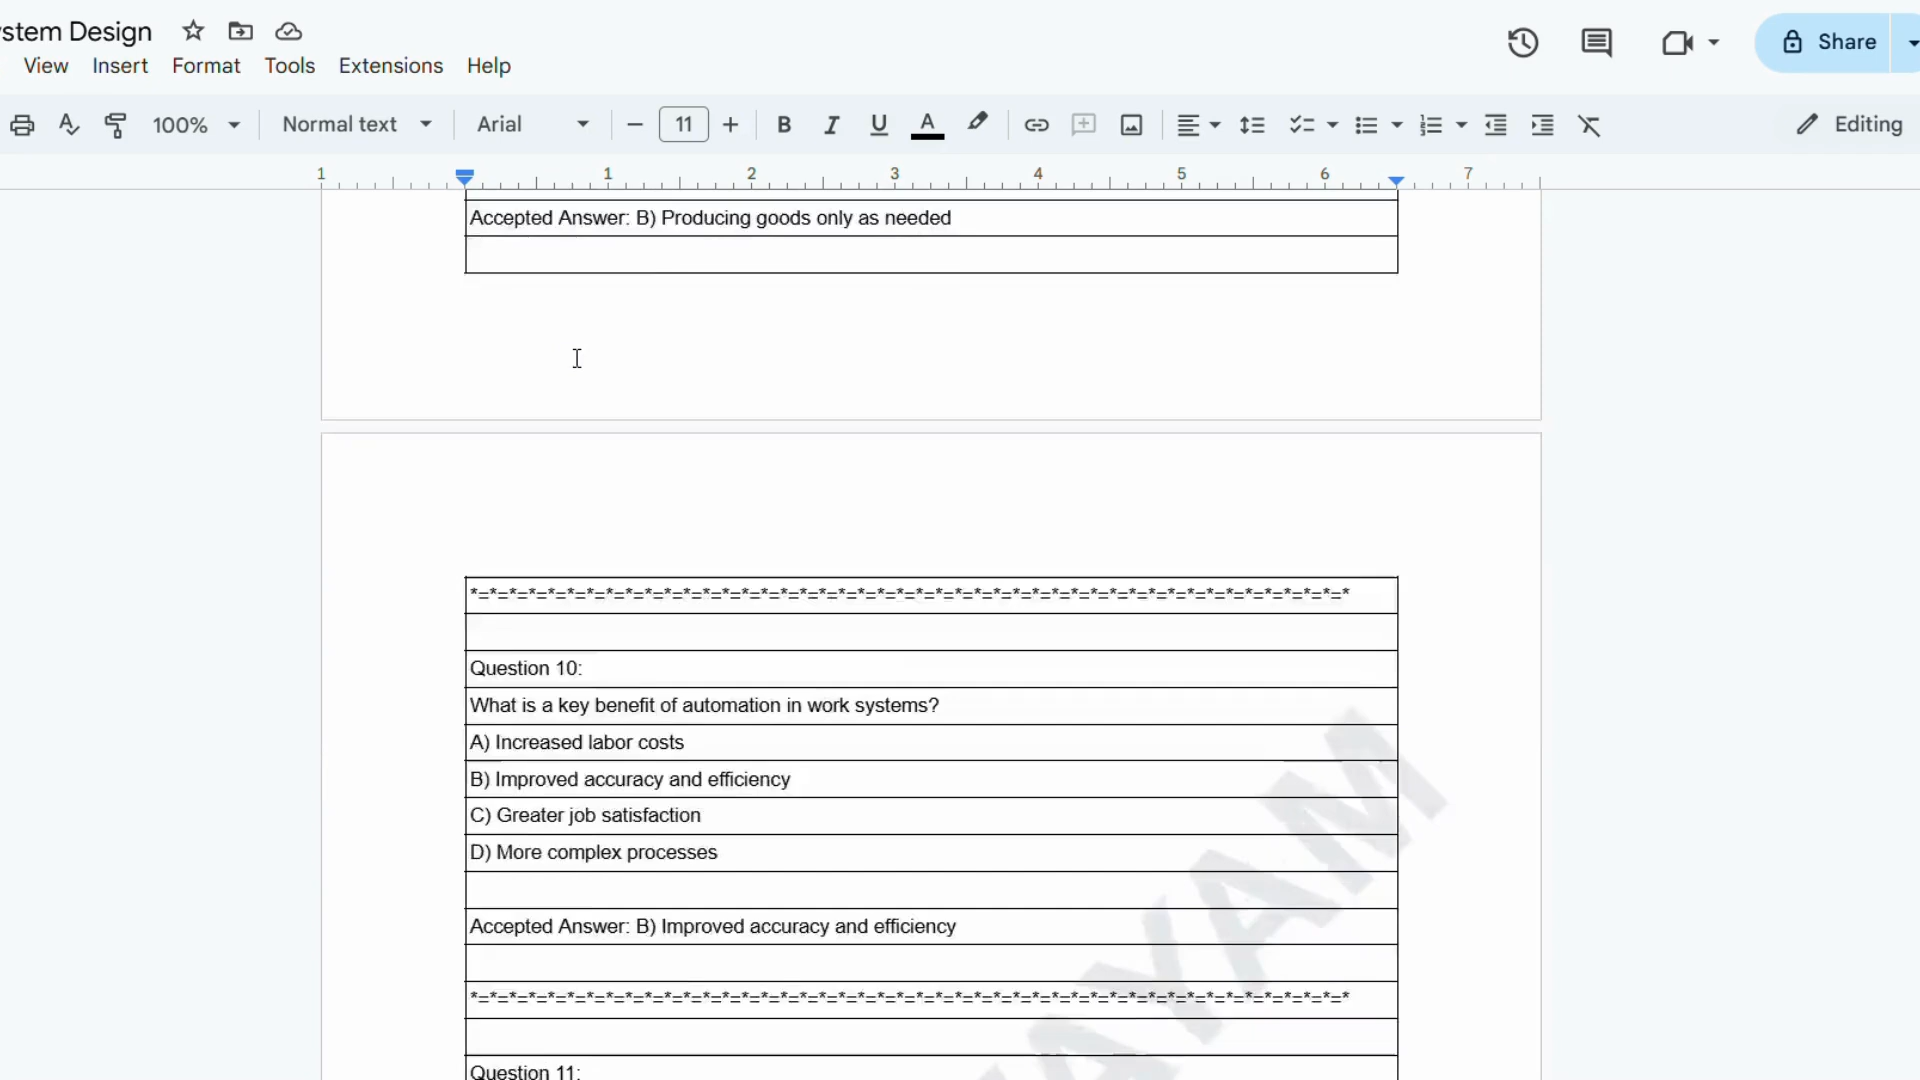 stem Design
View Insert Format Tools Extensions Help
Share
100% Normal text Arial 11 Editing
1 1 2 3 4 5 6 7
Accepted Answer: B) Producing goods only as needed
*=*=*=*=*=*=*=*=*=*=*=*=*=*=*=*=*=*=*=*=*=*=*=*=*=*=*=*=*=*=*=*=*=*=*=*=*=*=*=*=*=*=*=*=*=*
Question 10:
What is a key benefit of automation in work systems?
A) Increased labor costs
B) Improved accuracy and efficiency
C) Greater job satisfaction
D) More complex processes
Accepted Answer: B) Improved accuracy and efficiency
*=*=*=*=*=*=*=*=*=*=*=*=*=*=*=*=*=*=*=*=*=*=*=*=*=*=*=*=*=*=*=*=*=*=*=*=*=*=*=*=*=*=*=*=*=*
Question 11:
AYAM